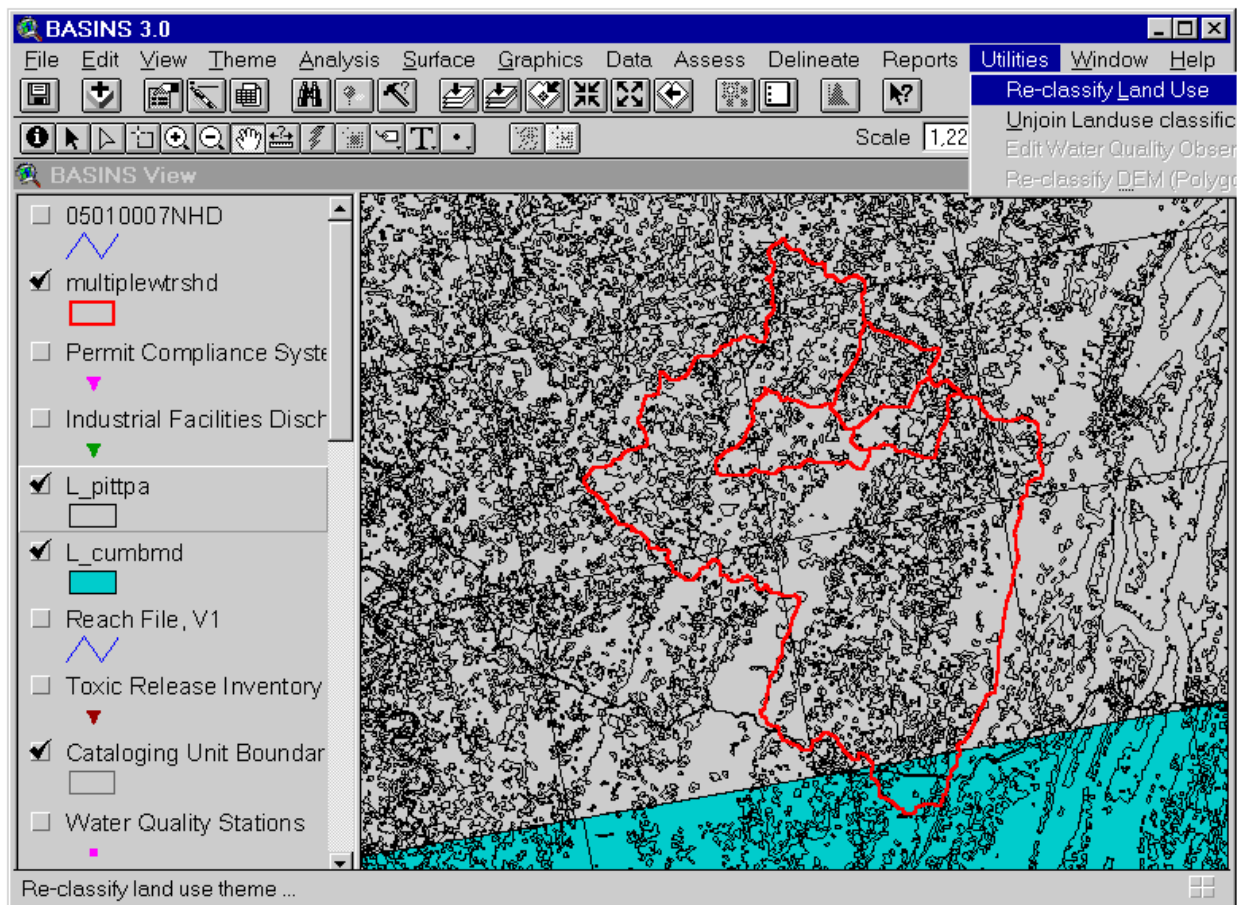 BASINS 3.0
File Edit View Theme Analysis Surface Graphics Data Assess Delineate Reports Utilities Window Help
Re-classify Land Use
Unjoin Landuse classific
Edit Water Quality Obser
Re-classify DEM (Polygo
Scale 1,22
BASINS View
05010007NHD
multiplewtrshd
Permit Compliance Syste
Industrial Facilities Disch
L_pittpa
L_cumbmd
Reach File, V1
Toxic Release Inventory
Cataloging Unit Boundar
Water Quality Stations
Re-classify land use theme ...